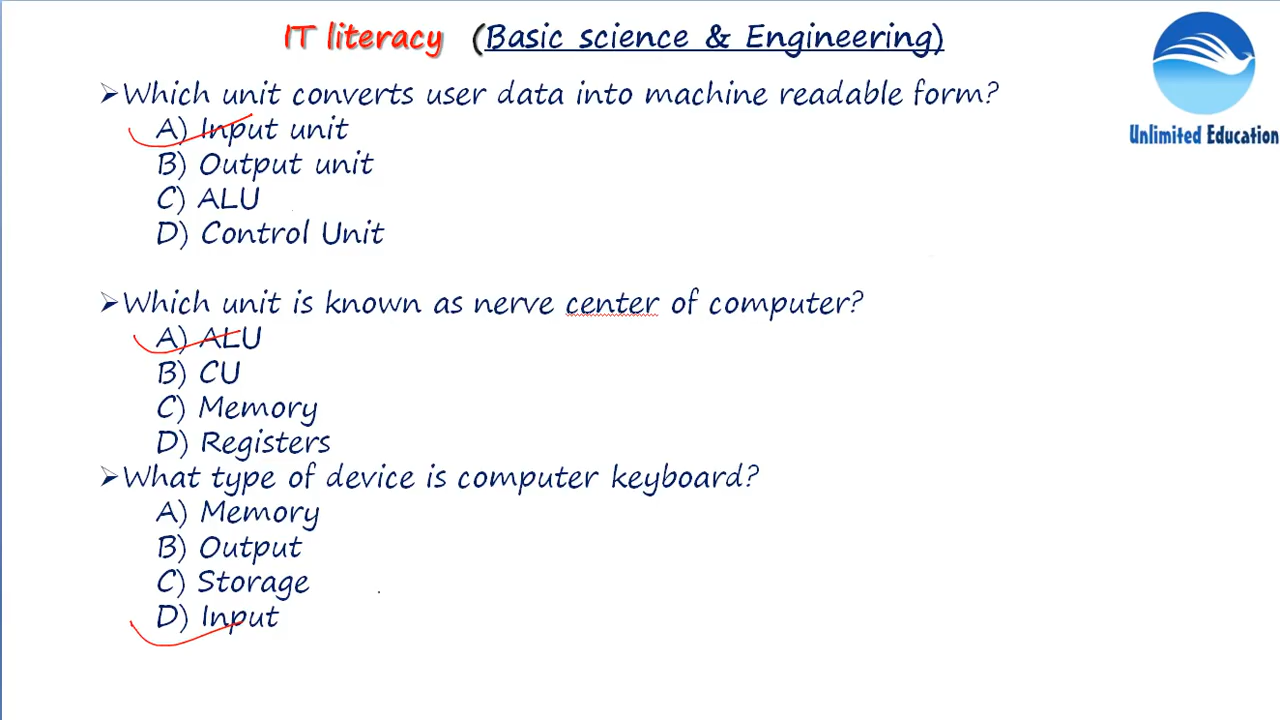 IT literacy (Basic science & Engineering)
➢Which unit converts user data into machine readable form?
A) Input unit
B) Output unit
C) ALU
D) Control Unit
➢Which unit is known as nerve center of computer?
A) ALU
B) CU
C) Memory
D) Registers
➢What type of device is computer keyboard?
A) Memory
B) Output
C) Storage
D) Input
Unlimited Education